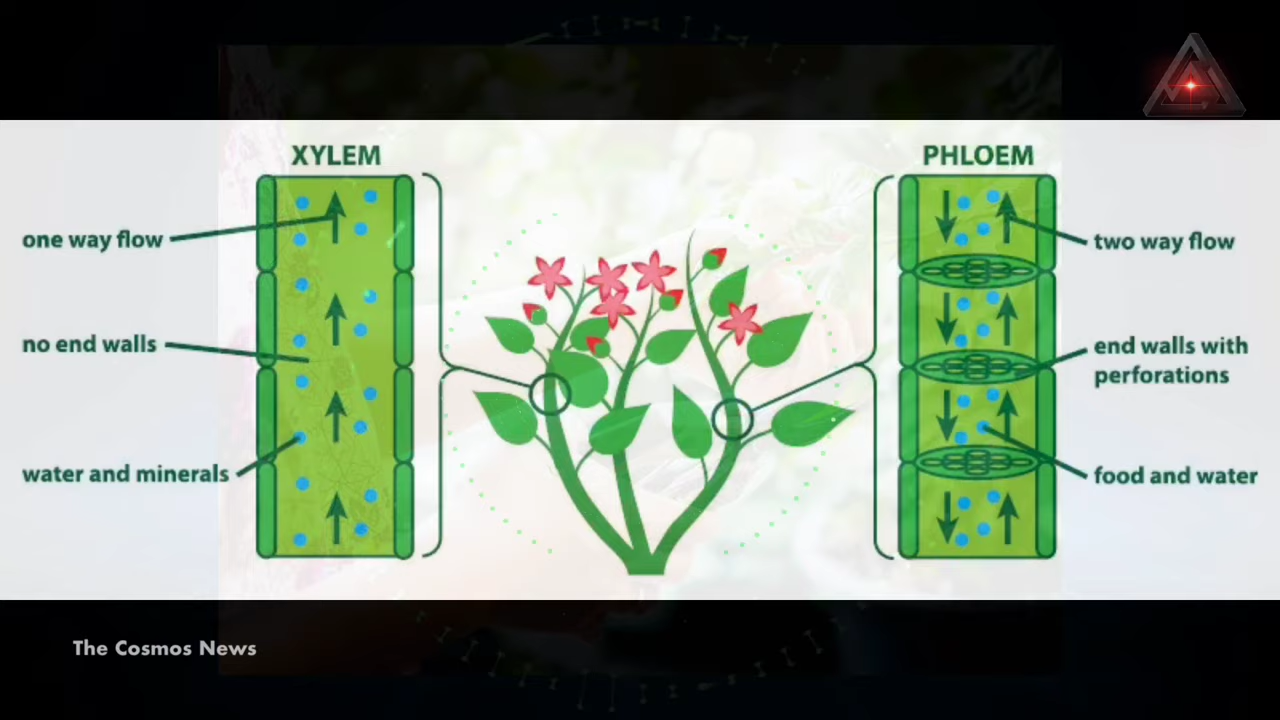 XYLEM
one way flow
no end walls
water and minerals
PHLOEM
two way flow
end walls with
perforations
food and water
The Cosmos News